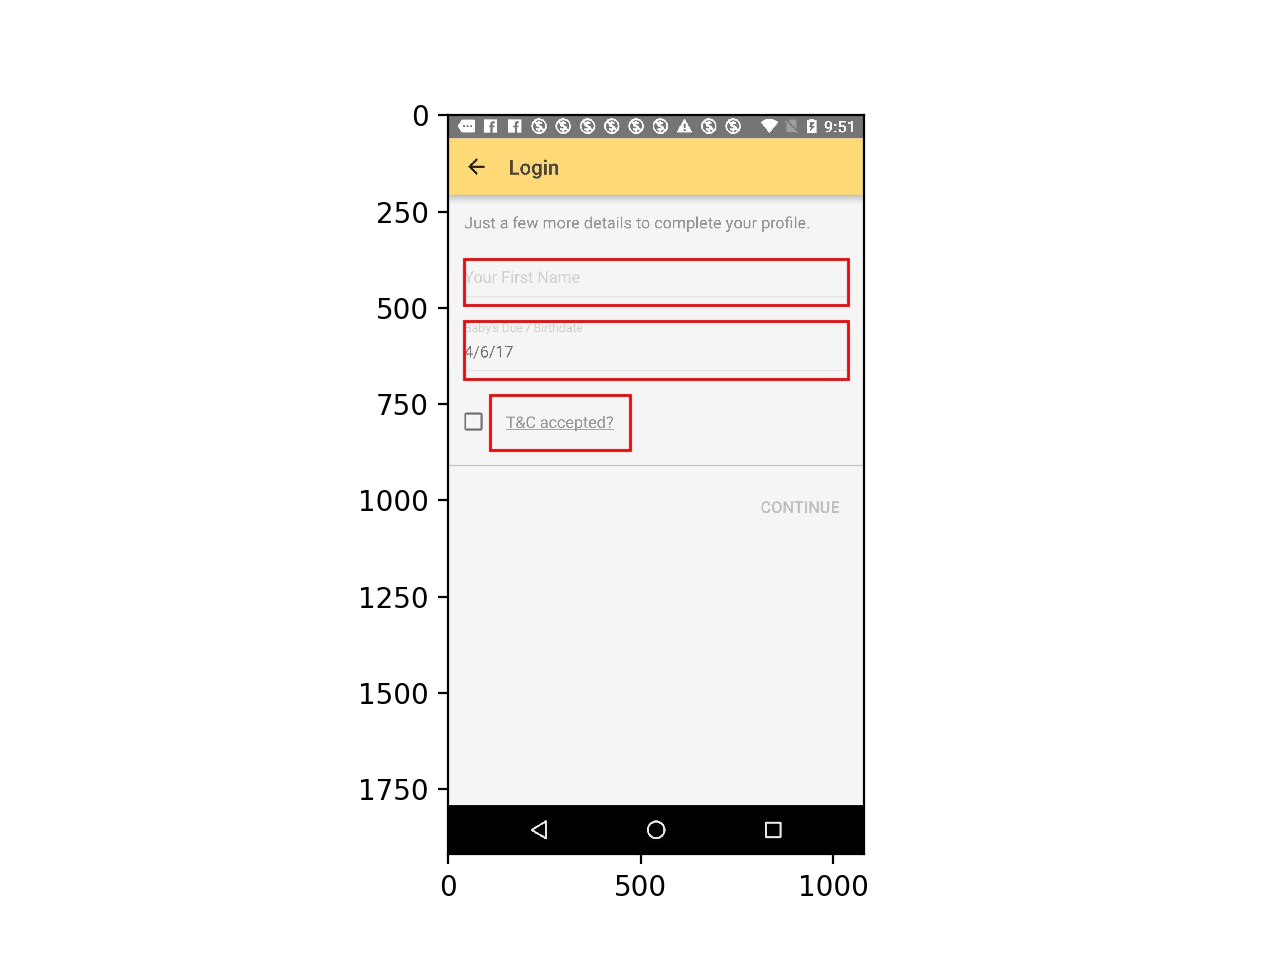 0
250
500
750
1000
1250
1500
1750
9:51
Login
Just a few more details to complete your profile.
Your First Name
Baby's Due / Birthdate
4/6/17
T&C accepted?
CONTINUE
0 500 1000